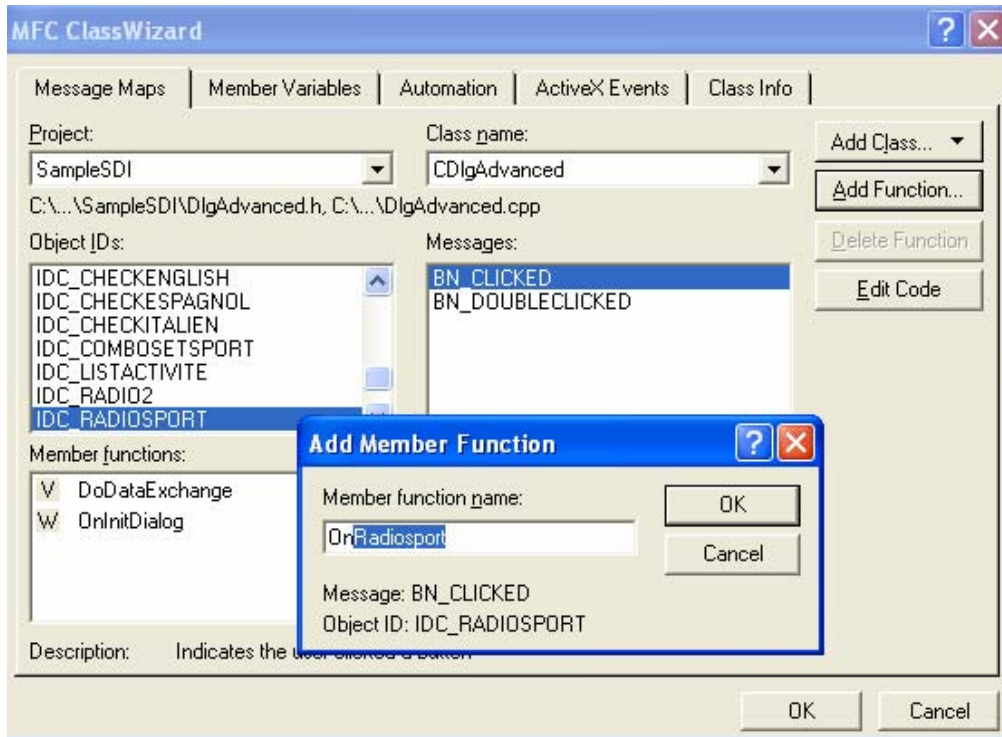 MFC ClassWizard
Message Maps
Member Variables
Automation
ActiveX Events
Class Info
Project:
Class name:
Add Class...
SampleSDI
CDlgAdvanced
Add Function...
C:\...\SampleSDI\DlgAdvanced.h, C:\...\DlgAdvanced.cpp
Object IDs:
Messages:
Delete Function
IDC_CHECKENGLISH
IDC_CHECKESPAGNOL
IDC_CHECKITALIEN
IDC_COMBOSETSPORT
IDC_LISTACTIVITE
IDC_RADIO2
IDC_RADIOSPORT
BN_CLICKED
BN_DOUBLECLICKED
Edit Code
Member functions:
V DoDataExchange
W OnInitDialog
Add Member Function
Member function name:
OK
OnRadiosport
Cancel
Message: BN_CLICKED
Object ID: IDC_RADIOSPORT
Description: Indicates the user clicked a button
OK
Cancel